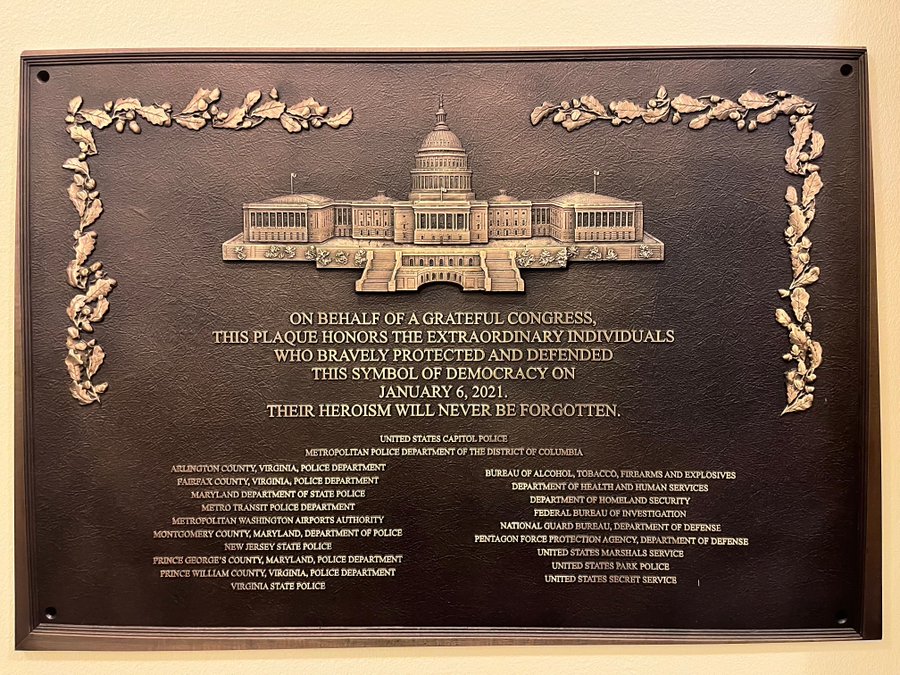 ON BEHALF OF A GRATEFUL CONGRESS,
THIS PLAQUE HONORS THE EXTRAORDINARY INDIVIDUALS
WHO BRAVELY PROTECTED AND DEFENDED
THIS SYMBOL OF DEMOCRACY ON
JANUARY 6, 2021.
THEIR HEROISM WILL NEVER BE FORGOTTEN.
UNITED STATES CAPITOL POLICE
METROPOLITAN POLICE DEPARTMENT OF THE DISTRICT OF COLUMBIA
ARLINGTON COUNTY, VIRGINIA, POLICE DEPARTMENT
FAIRFAX COUNTY, VIRGINIA, POLICE DEPARTMENT
MARYLAND DEPARTMENT OF STATE POLICE
METRO TRANSIT POLICE DEPARTMENT
METROPOLITAN WASHINGTON AIRPORTS AUTHORITY
MONTGOMERY COUNTY, MARYLAND, DEPARTMENT OF POLICE
NEW JERSEY STATE POLICE
PRINCE GEORGE'S COUNTY, MARYLAND, POLICE DEPARTMENT
PRINCE WILLIAM COUNTY, VIRGINIA, POLICE DEPARTMENT
VIRGINIA STATE POLICE
BUREAU OF ALCOHOL, TOBACCO, FIREARMS AND EXPLOSIVES
DEPARTMENT OF HEALTH AND HUMAN SERVICES
DEPARTMENT OF HOMELAND SECURITY
FEDERAL BUREAU OF INVESTIGATION
NATIONAL GUARD BUREAU, DEPARTMENT OF DEFENSE
PENTAGON FORCE PROTECTION AGENCY, DEPARTMENT OF DEFENSE
UNITED STATES MARSHALS SERVICE
UNITED STATES PARK POLICE
UNITED STATES SECRET SERVICE